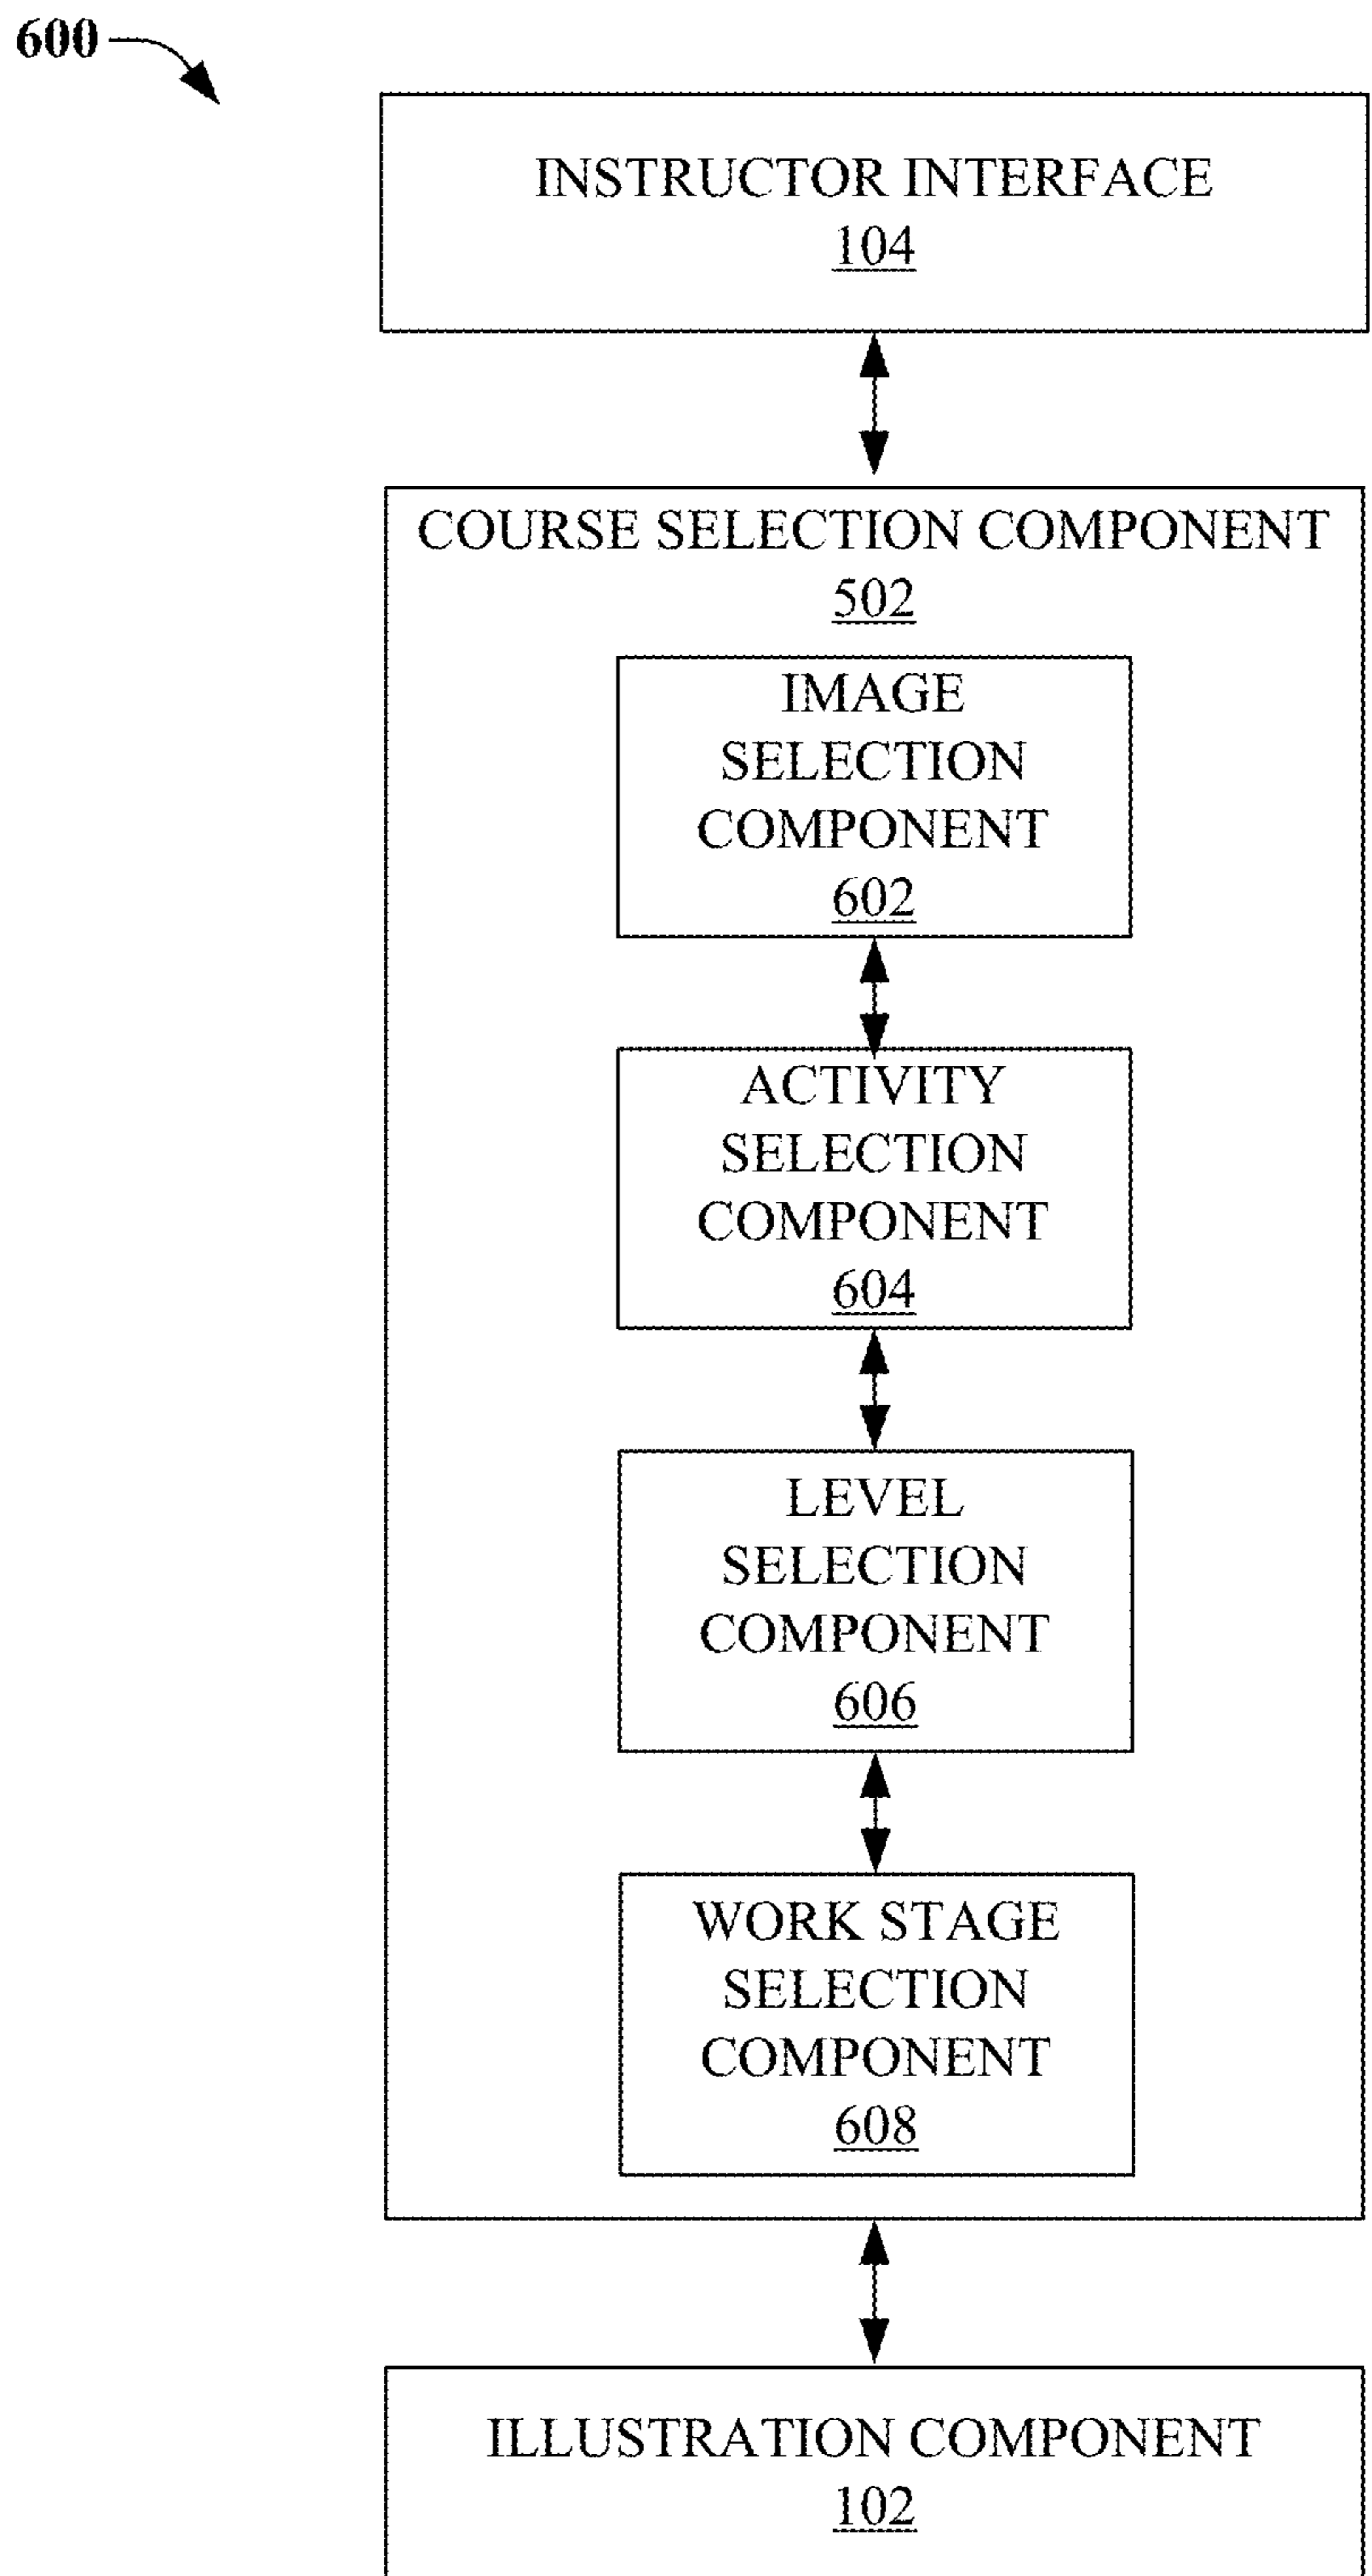 600
INSTRUCTOR INTERFACE
104
COURSE SELECTION COMPONENT
502
IMAGE
SELECTION
COMPONENT
602
ACTIVITY
SELECTION
COMPONENT
604
LEVEL
SELECTION
COMPONENT
606
WORK STAGE
SELECTION
COMPONENT
608
ILLUSTRATION COMPONENT
102